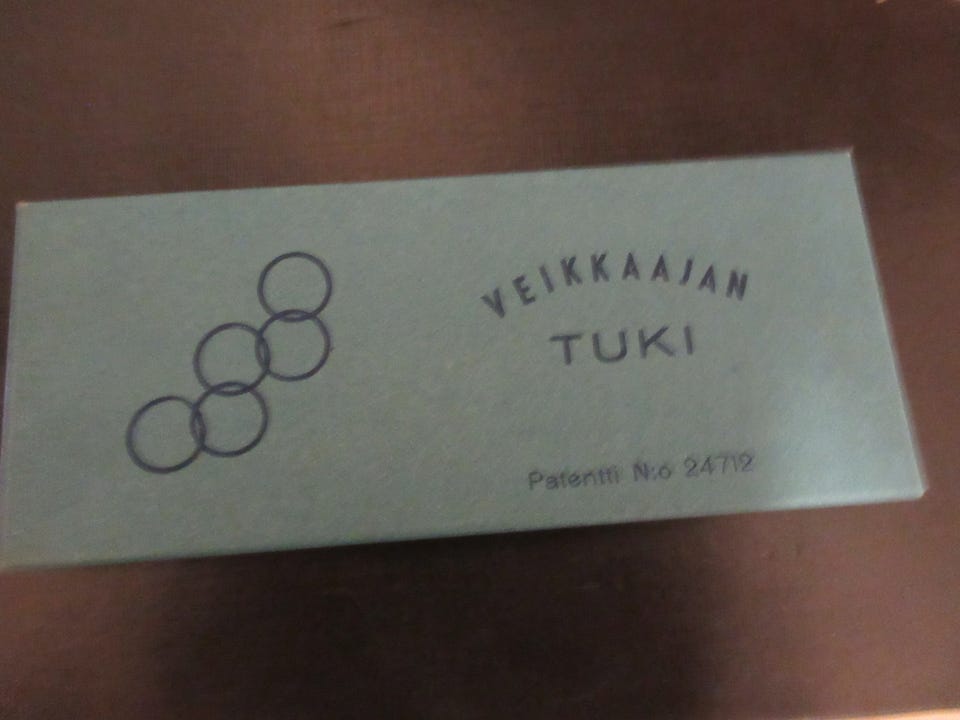 VEIKKAAJAN
TUKI
Patentti N:o 24712